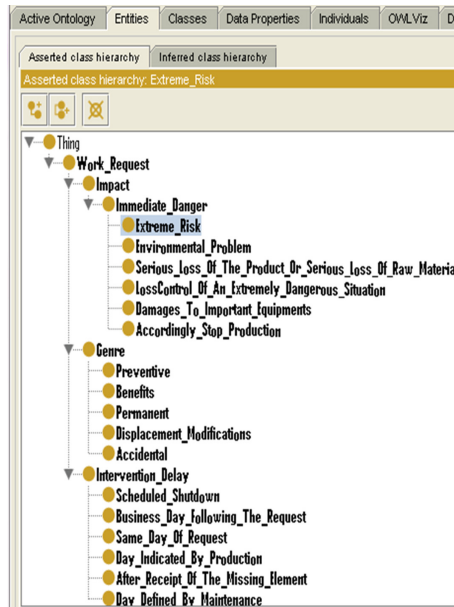 Active Ontology Entities Classes Data Properties Individuals OWLViz D
Asserted class hierarchy Inferred class hierarchy
Asserted class hierarchy: Extreme_Risk
Thing
Work_Request
Impact
Immediate_Danger
Extreme_Risk
Environmental_Problem
Serious_Loss_Of_The_Product_Or_Serious_Loss_Of_Raw_Materia
LossControl_Of_An_Extremely_Dangerous_Situation
Damages_To_Important_Equipments
Accordingly_Stop_Production
Genre
Preventive
Benefits
Permanent
Displacement_Modifications
Accidental
Intervention_Delay
Scheduled_Shutdown
Business_Day_Following_The_Request
Same_Day_Of_Request
Day_Indicated_By_Production
After_Receipt_Of_The_Missing_Element
Day_Defined_By_Maintenance